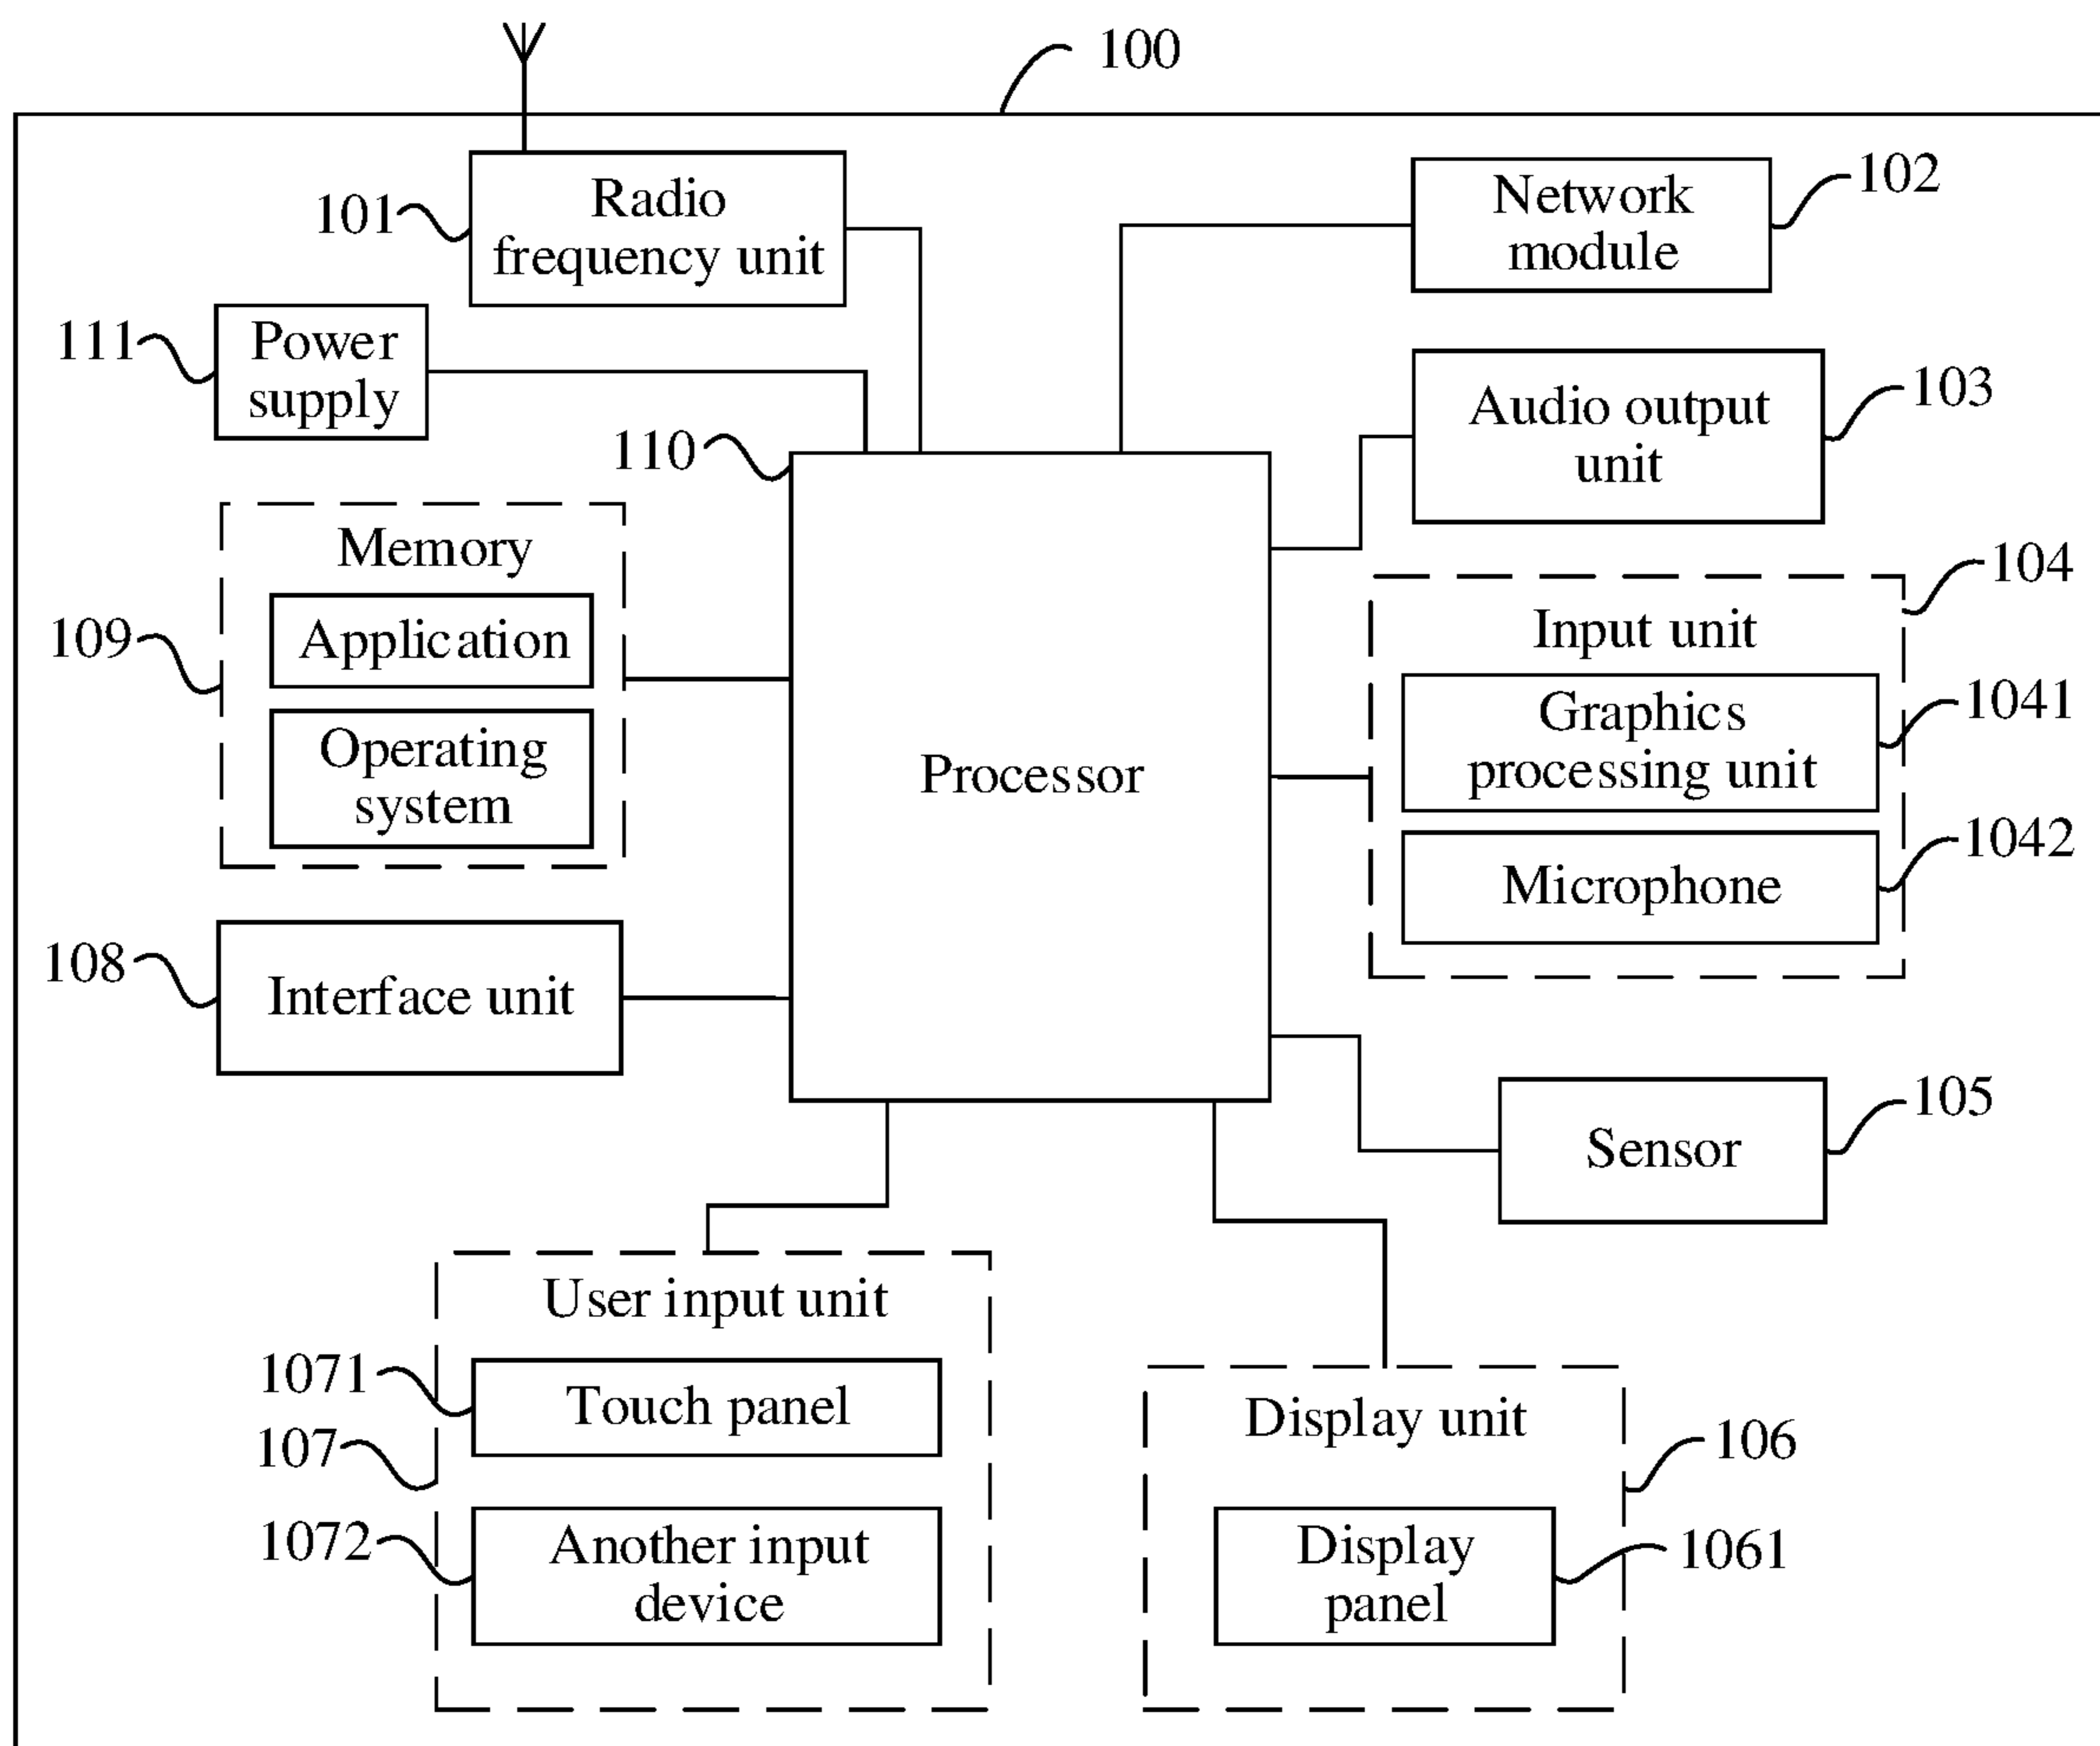 100
101
Radio
frequency unit
Network
module
102
111
Power
supply
110
Audio output
unit
103
Memory
109
Application
Operating
system
Processor
104
Input unit
Graphics
processing unit
1041
Microphone
1042
108
Interface unit
Sensor
105
User input unit
1071
Touch panel
107
1072
Another input
device
Display unit
106
Display
panel
1061